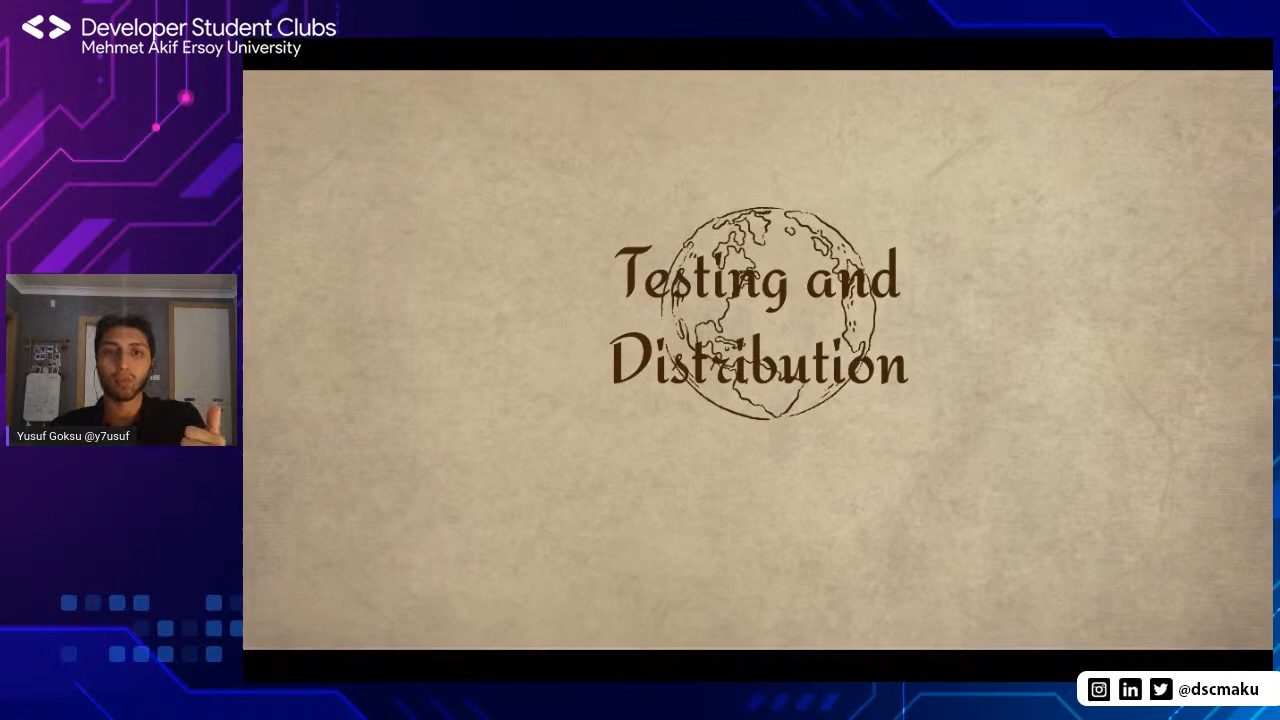 Developer Student Clubs
Mehmet Akif Ersoy University
Testing and
Distribution
Yusuf Goksu @y7usuf
@dscmaku